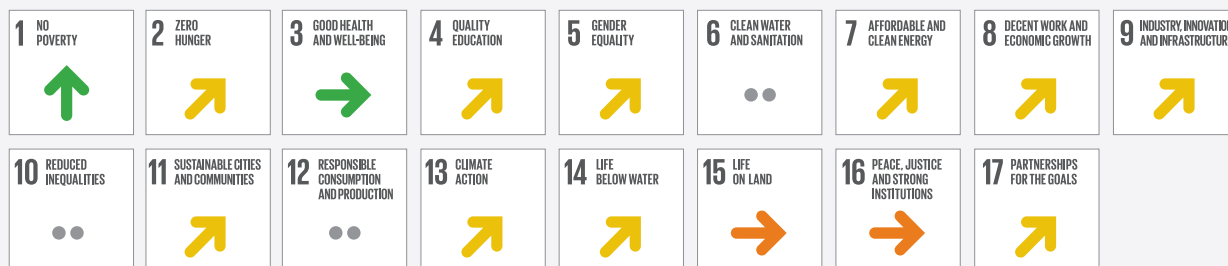 1 NO
POVERTY
2 ZERO
HUNGER
3 GOOD HEALTH
AND WELL-BEING
4 QUALITY
EDUCATION
5 GENDER
EQUALITY
6 CLEAN WATER
AND SANITATION
7 AFFORDABLE AND
CLEAN ENERGY
8 DECENT WORK AND
ECONOMIC GROWTH
9 INDUSTRY, INNOVATION
AND INFRASTRUCTURE
10 REDUCED
INEQUALITIES
11 SUSTAINABLE CITIES
AND COMMUNITIES
12 RESPONSIBLE
CONSUMPTION
AND PRODUCTION
13 CLIMATE
ACTION
14 LIFE
BELOW WATER
15 LIFE
ON LAND
16 PEACE, JUSTICE
AND STRONG
INSTITUTIONS
17 PARTNERSHIPS
FOR THE GOALS